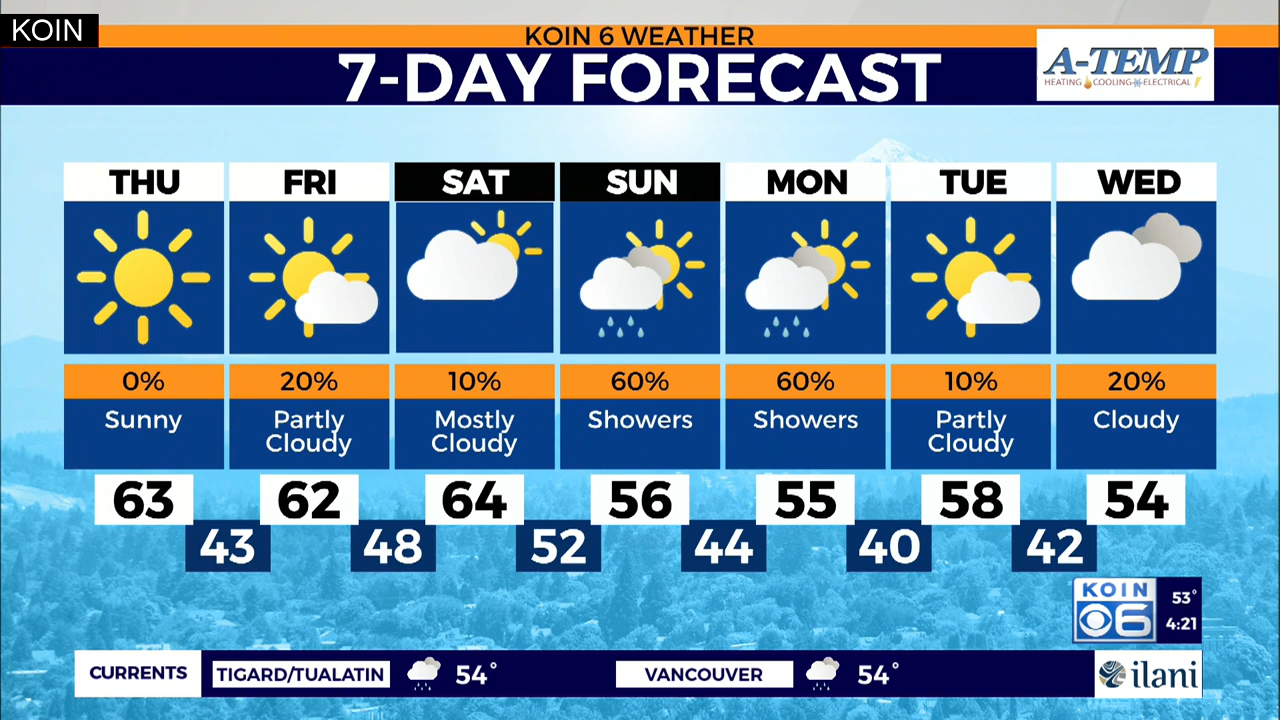 KOIN
KOIN 6 WEATHER
7-DAY FORECAST
A-TEMP
HEATING COOLING ELECTRICAL
THU FRI SAT SUN MON TUE WED
0% 20% 10% 60% 60% 10% 20%
Sunny Partly Cloudy Mostly Cloudy Showers Showers Partly Cloudy Cloudy
63 62 64 56 55 58 54
43 48 52 44 40 42
KOIN 6
53°
4:21
CURRENTS TIGARD/TUALATIN 54° VANCOUVER 54° ilani